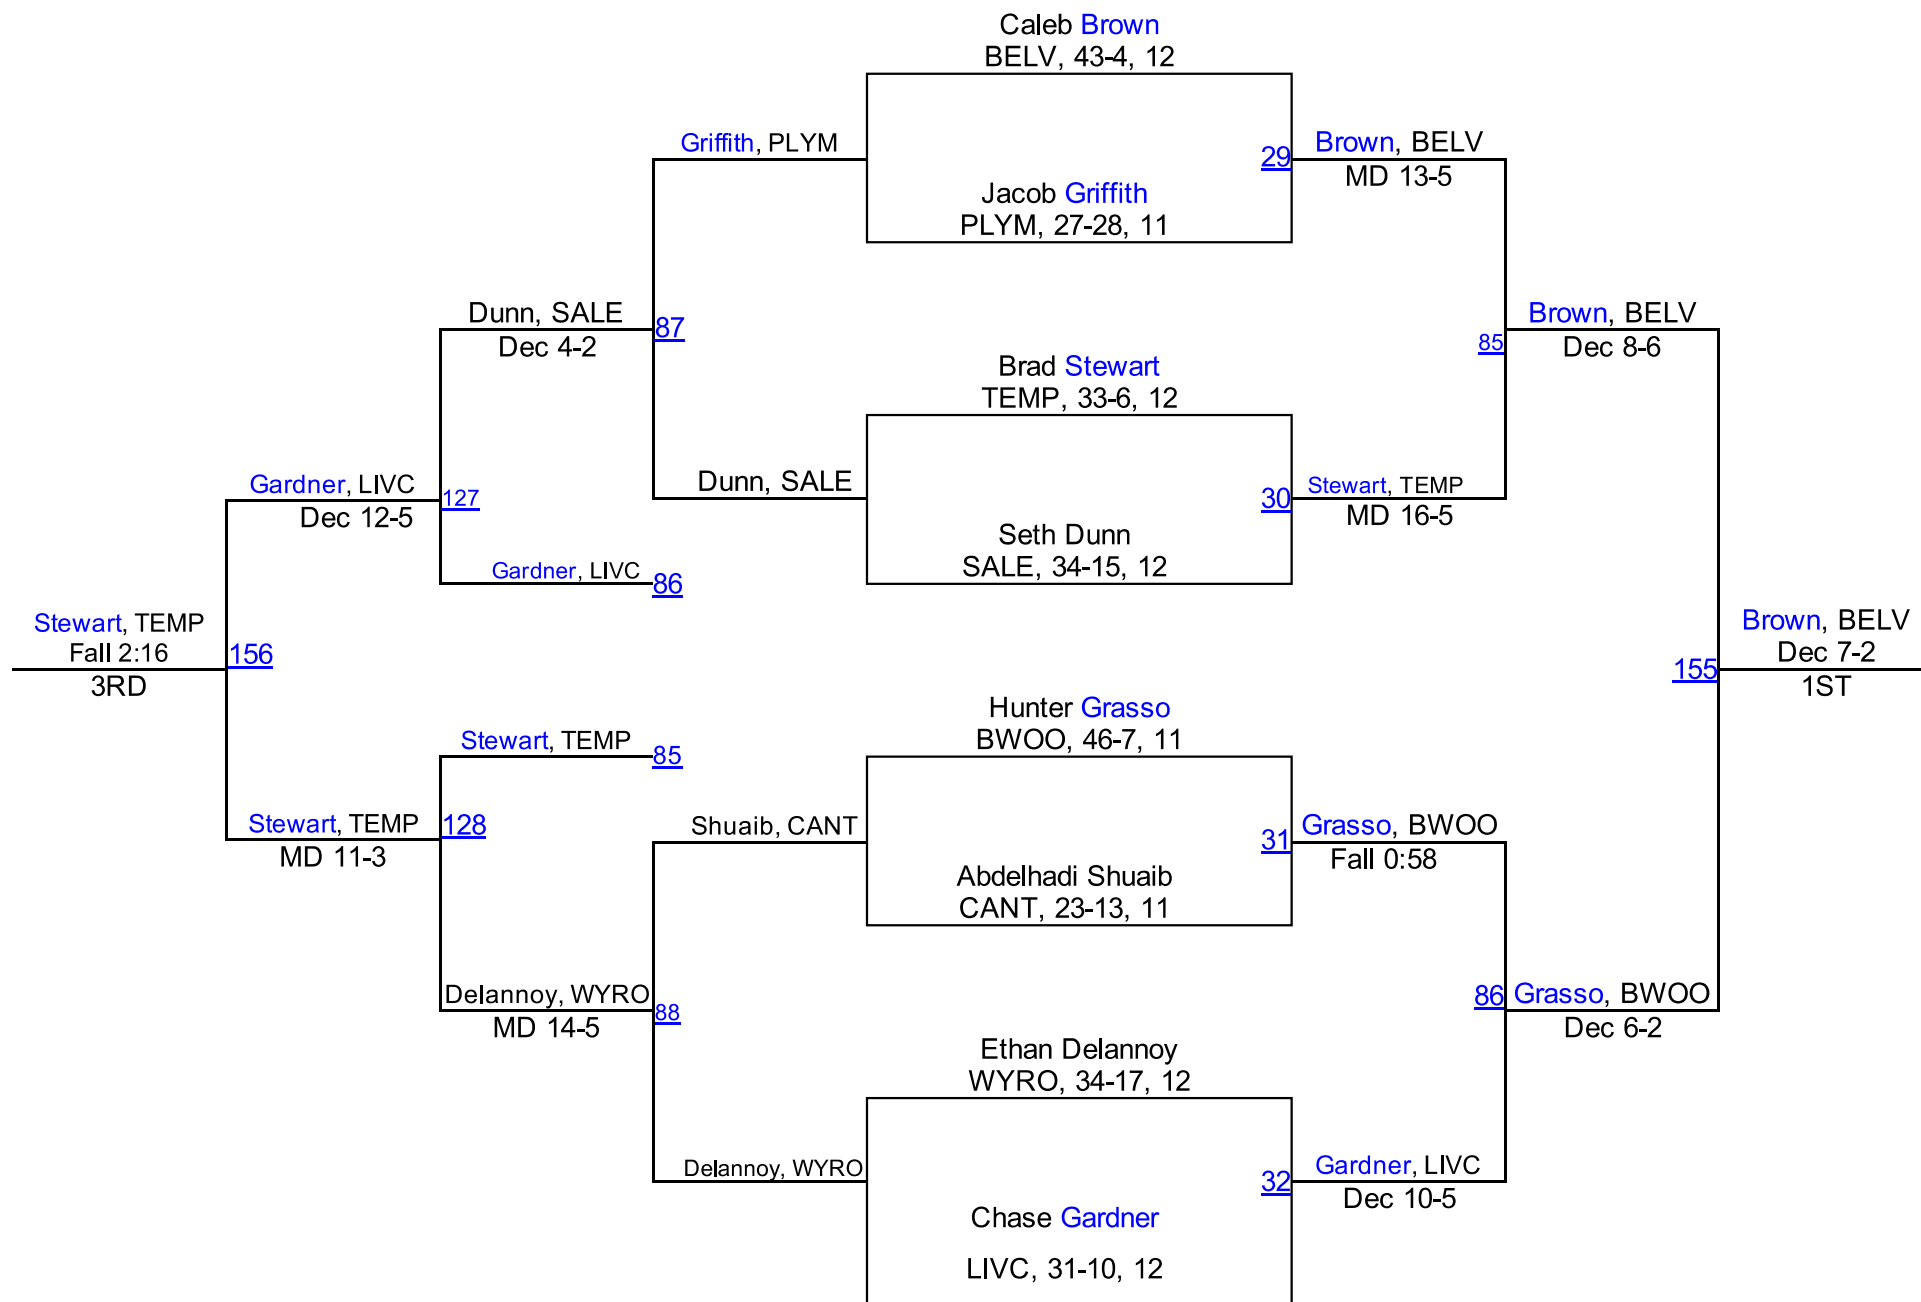 Caleb Brown
BELV, 43-4, 12
Griffith, PLYM
29
Brown, BELV
MD 13-5
Jacob Griffith
PLYM, 27-28, 11
Dunn, SALE
Dec 4-2
87
Brown, BELV
Dec 8-6
85
Brad Stewart
TEMP, 33-6, 12
Gardner, LIVC
Dec 12-5
127
Dunn, SALE
30
Stewart, TEMP
MD 16-5
Seth Dunn
SALE, 34-15, 12
Gardner, LIVC
86
Stewart, TEMP
Fall 2:16
3RD
156
155
Brown, BELV
Dec 7-2
1ST
Hunter Grasso
BWOO, 46-7, 11
Stewart, TEMP
85
Stewart, TEMP
MD 11-3
128
Shuaib, CANT
31
Grasso, BWOO
Fall 0:58
Abdelhadi Shuaib
CANT, 23-13, 11
Delannoy, WYRO
MD 14-5
88
86
Grasso, BWOO
Dec 6-2
Ethan Delannoy
WYRO, 34-17, 12
Delannoy, WYRO
32
Gardner, LIVC
Dec 10-5
Chase Gardner
LIVC, 31-10, 12